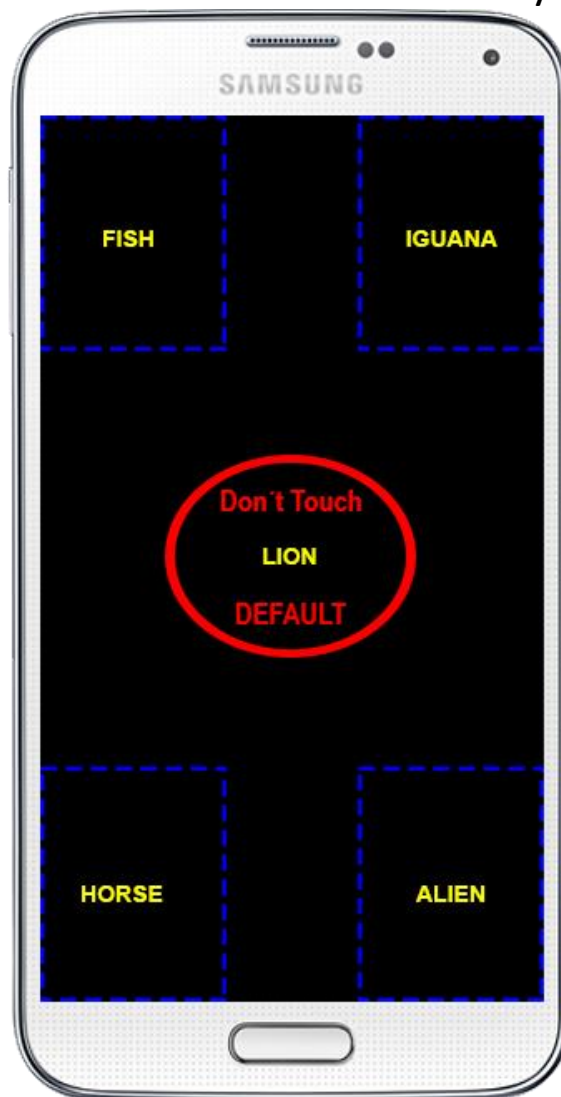 SAMSUNG
FISH
IGUANA
Don´t Touch
LION
DEFAULT
HORSE
ALIEN